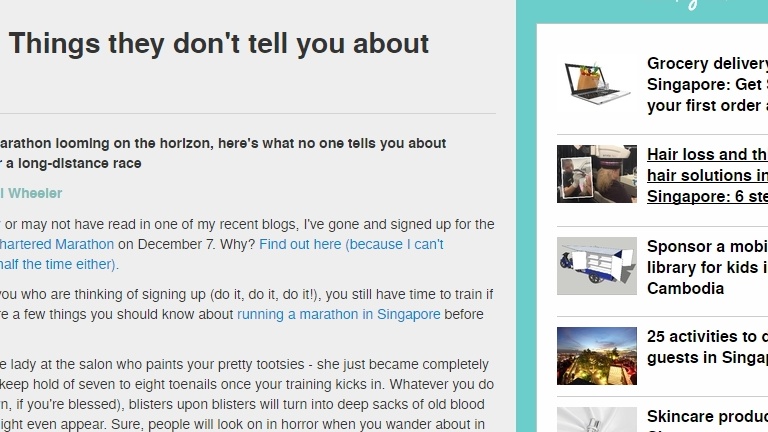 Things they don't tell you about
arathon looming on the horizon, here's what no one tells you about
a long-distance race
Wheeler
or may not have read in one of my recent blogs, I've gone and signed up for the
hartered Marathon on December 7. Why? Find out here (because I can't
half the time either).
you who are thinking of signing up (do it, do it, do it!), you still have time to train if
e a few things you should know about running a marathon in Singapore before
e lady at the salon who paints your pretty tootsies - she just became completely
keep hold of seven to eight toenails once your training kicks in. Whatever you do
n, if you're blessed), blisters upon blisters will turn into deep sacks of old blood
ight even appear. Sure, people will look on in horror when you wander about in
Grocery delivery
Singapore: Get
your first order
Hair loss and th
hair solutions in
Singapore: 6 ste
Sponsor a mobi
library for kids i
Cambodia
25 activities to
guests in Singap
Skincare produc